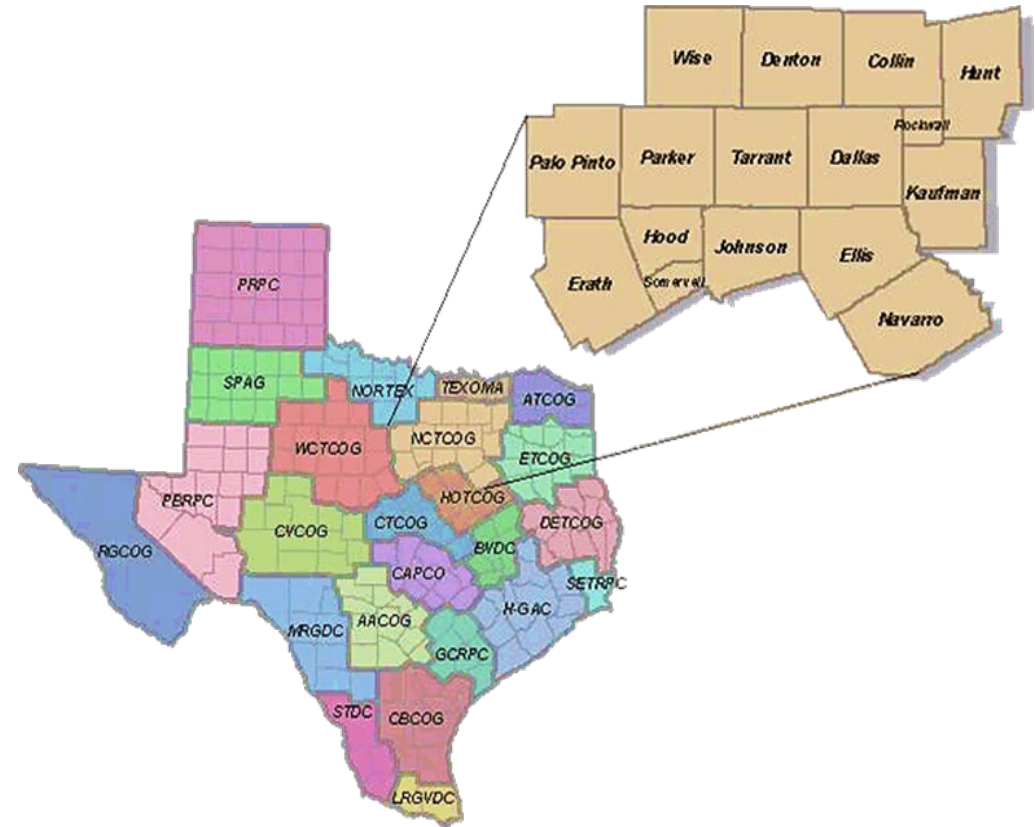 Wise
Denton
Collin
Hunt
Rockwall
Palo Pinto
Parker
Tarrant
Dallas
Kaufman
Hood
Johnson
Ellis
Erath
Somervell
Navarro
PRPC
SPAG
NORTEX
TEXOMA
ATCOG
WCTCOG
NCTCOG
ETCOG
PBRPC
HOTCOG
CVCOG
CTCOG
DETCOG
RGCOG
BVDC
CAPCO
SETRPC
H-GAC
MRGDC
AACOG
GCRPC
STDC
CBCOG
LRGVDC